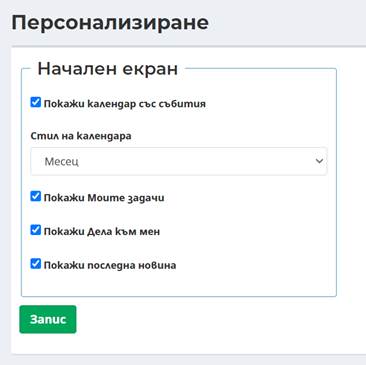 Персонализиране
Начален екран
Покажи календар със събития
Стил на календара
Месец
Покажи Моите задачи
Покажи Дела към мен
Покажи последна новина
Запис